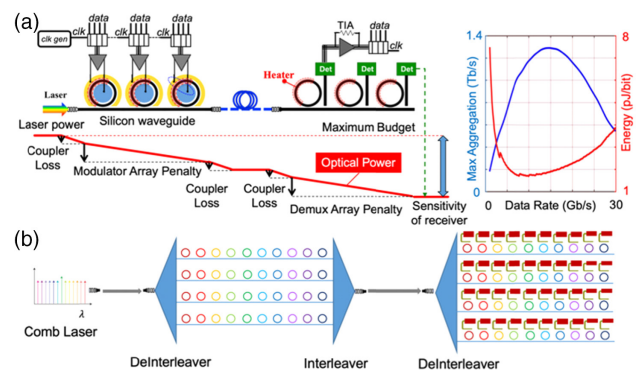 (a)
data data data
clk gen clk clk clk
TIA data
clk
Det Det Det
Heater
Laser
Laser power
Silicon waveguide
Maximum Budget
Coupler
Loss
Modulator Array Penalty
Coupler
Loss
Coupler
Loss
Optical Power
Demux Array Penalty
Sensitivity
of receiver
1.4
Max Aggregation (Tb/s)
0
8
Energy (pJ/bit)
1
0
Data Rate (Gb/s)
30
(b)
λ
Comb Laser
DeInterleaver
Interleaver
DeInterleaver